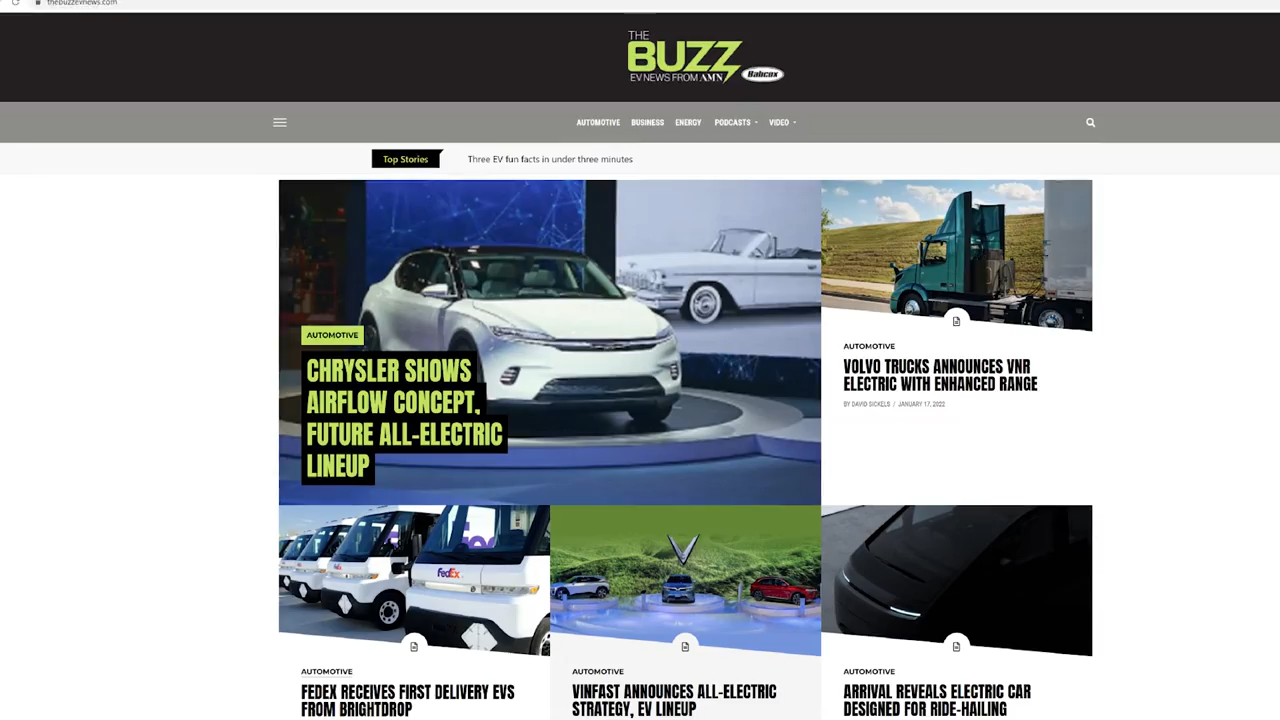 thebuzzevnews.com
THE
BUZZ
EV NEWS FROM AMN
Babcox
AUTOMOTIVE BUSINESS ENERGY PODCASTS VIDEO
Top Stories Three EV fun facts in under three minutes
AUTOMOTIVE
CHRYSLER SHOWS
AIRFLOW CONCEPT,
FUTURE ALL-ELECTRIC
LINEUP
AUTOMOTIVE
VOLVO TRUCKS ANNOUNCES VNR
ELECTRIC WITH ENHANCED RANGE
BY DAVID SICKELS / JANUARY 17, 2022
FedEx
FedEx
AUTOMOTIVE
FEDEX RECEIVES FIRST DELIVERY EVS
FROM BRIGHTDROP
AUTOMOTIVE
VINFAST ANNOUNCES ALL-ELECTRIC
STRATEGY, EV LINEUP
AUTOMOTIVE
ARRIVAL REVEALS ELECTRIC CAR
DESIGNED FOR RIDE-HAILING